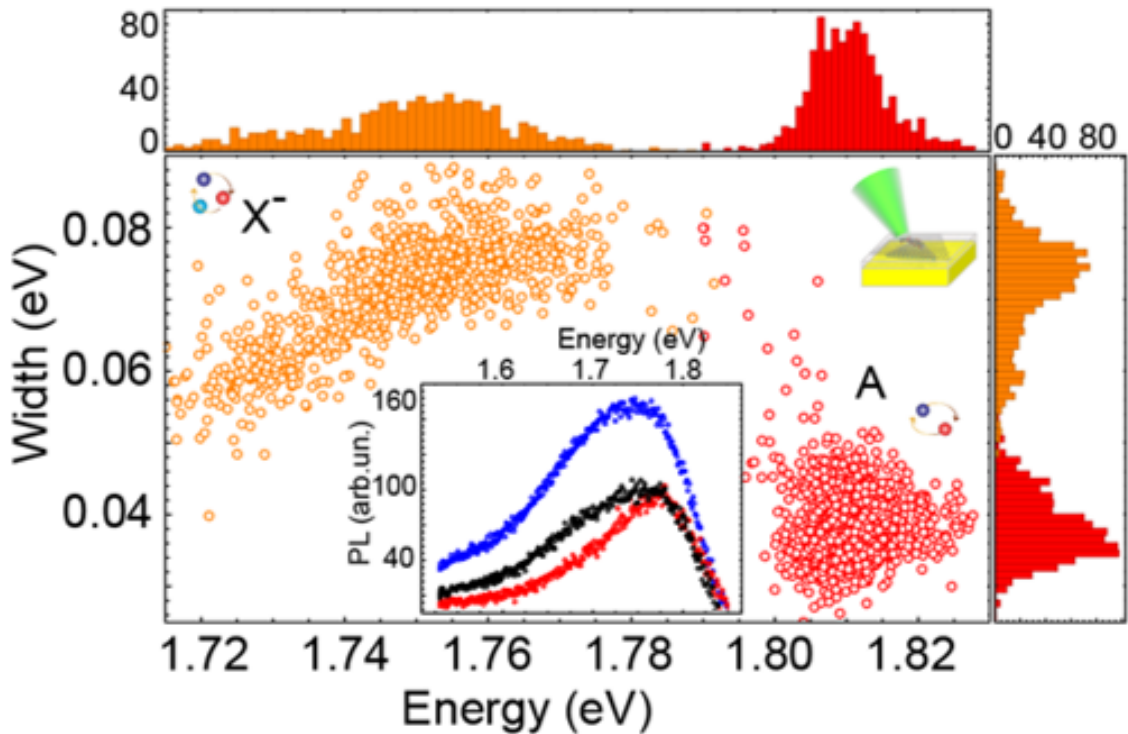 80
40
0
0 40 80
X⁻
A
0.08
0.06
0.04
Width (eV)
Energy (eV)
1.6 1.7 1.8
160
100
40
PL (arb.un.)
1.72 1.74 1.76 1.78 1.80 1.82
Energy (eV)